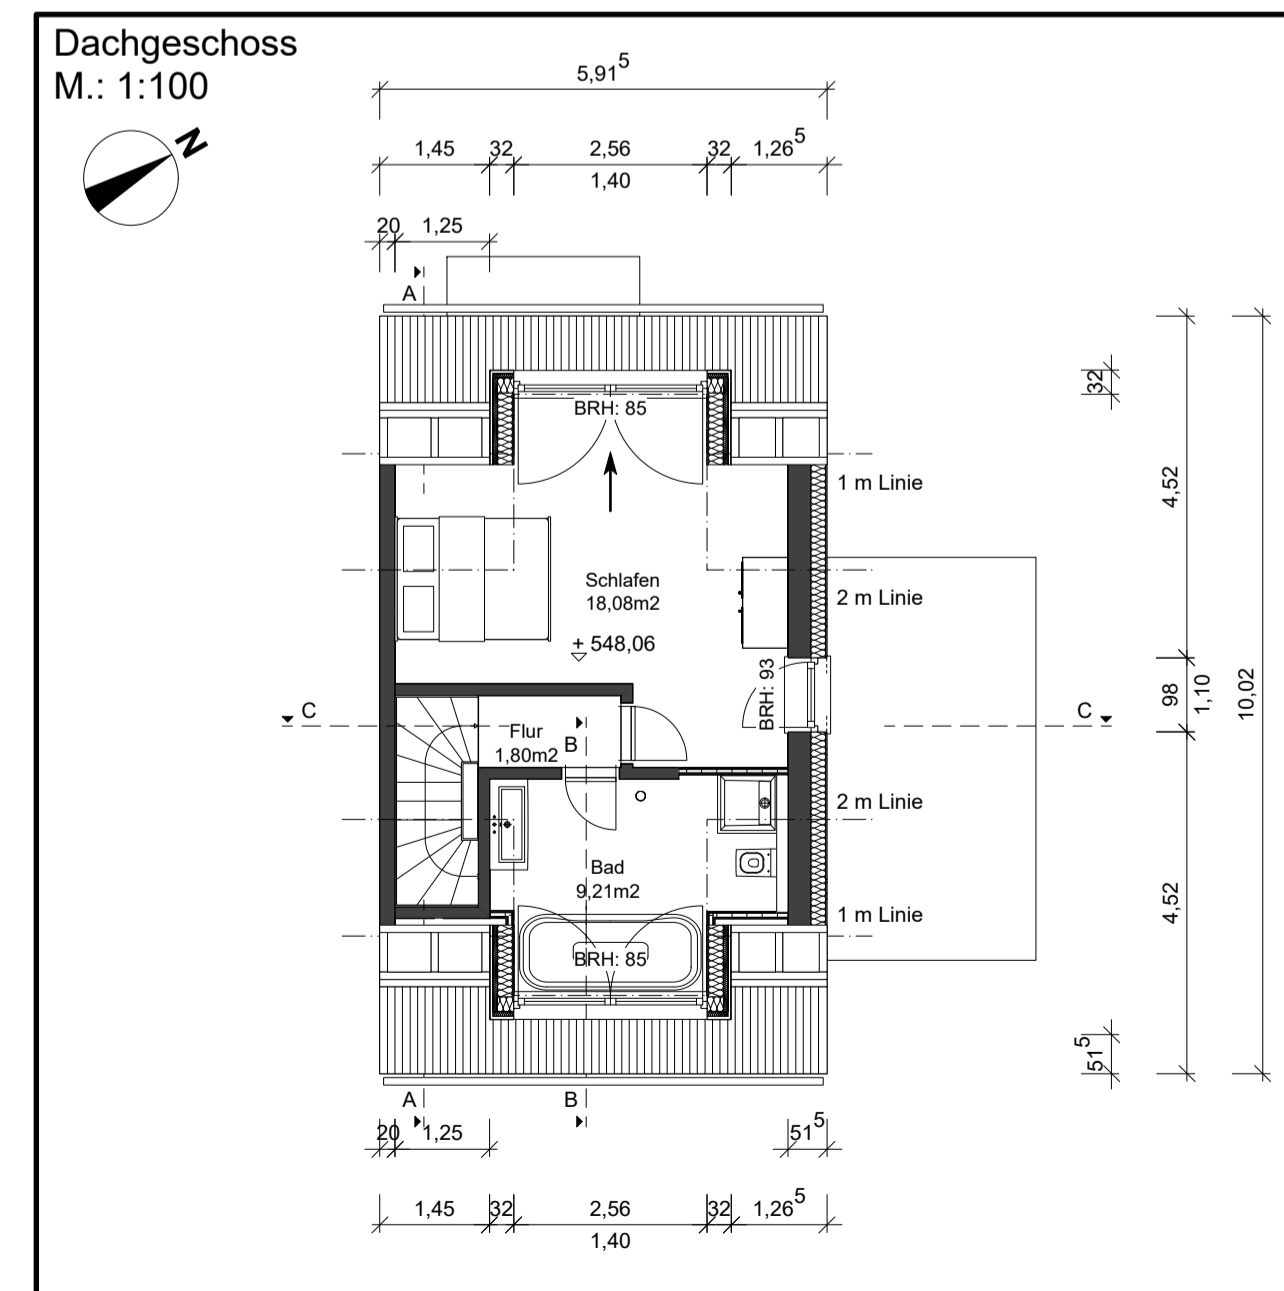 Dachgeschoss
M.: 1:100
N
5,91⁵
1,45 32 2,56 32 1,26⁵
1,40
20 1,25
A
32
BRH: 85
1 m Linie
4,52
Schlafen
18,08m2
2 m Linie
+ 548,06
BRH: 93
98
1,10
10,02
C
C
Flur
1,80m2
B
2 m Linie
Bad
9,21m2
1 m Linie
4,52
BRH: 85
51⁵
A
B
20 1,25
51⁵
1,45 32 2,56 32 1,26⁵
1,40